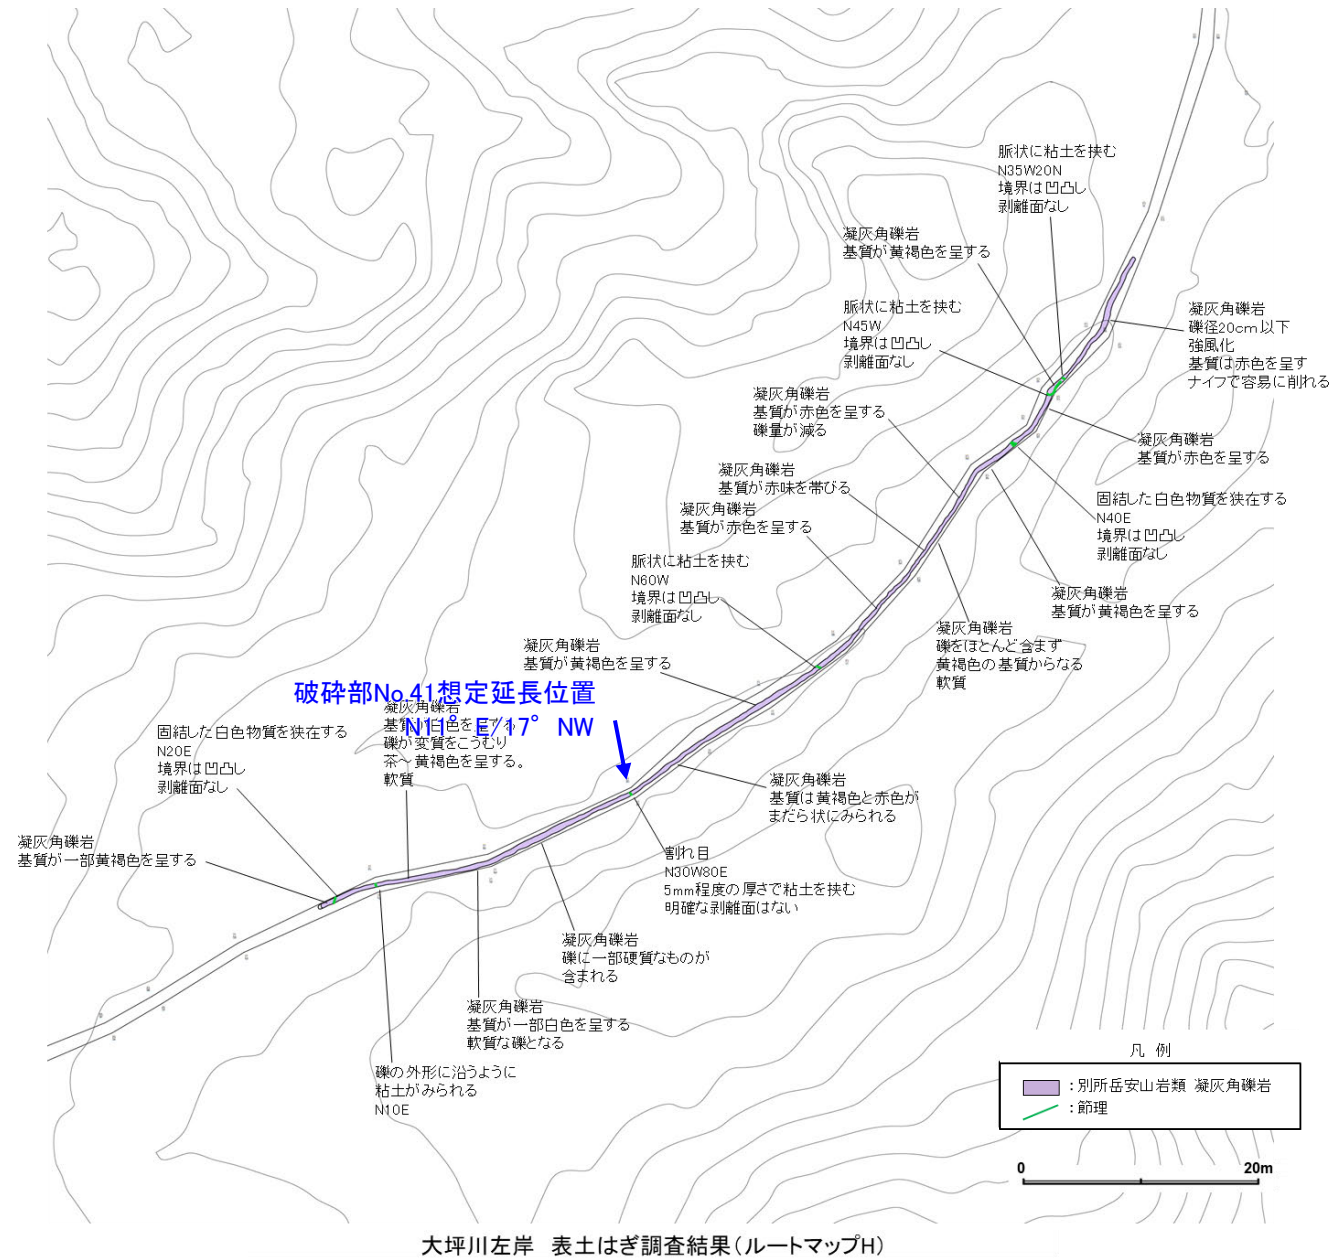 脈状に粘土を挟む
N35W20N
境界は凹凸し
剥離面なし
凝灰角礫岩
基質が黄褐色を呈する
脈状に粘土を挟む
N45W
境界は凹凸し
剥離面なし
凝灰角礫岩
礫径20cm以下
強風化
基質は赤色を呈す
ナイフで容易に削れる
凝灰角礫岩
基質が赤色を呈する
礫量が減る
凝灰角礫岩
基質が赤色を呈する
凝灰角礫岩
基質が赤味を帯びる
固結した白色物質を狭在する
N40E
境界は凹凸し
剥離面なし
凝灰角礫岩
基質が赤色を呈する
脈状に粘土を挟む
N60W
境界は凹凸し
剥離面なし
凝灰角礫岩
基質が黄褐色を呈する
凝灰角礫岩
礫をほとんど含まず
黄褐色の基質からなる
軟質
凝灰角礫岩
基質が黄褐色を呈する
破砕部No.41想定延長位置
N11°E/17°NW
凝灰角礫岩
基質が白色を呈する
礫が変質をこうむり
茶～黄褐色を呈する。
軟質
固結した白色物質を狭在する
N20E
境界は凹凸し
剥離面なし
凝灰角礫岩
基質は黄褐色と赤色が
まだら状にみられる
凝灰角礫岩
基質が一部黄褐色を呈する
割れ目
N30W80E
5mm程度の厚さで粘土を挟む
明確な剥離面はない
凝灰角礫岩
礫に一部硬質なものが
含まれる
凝灰角礫岩
基質が一部白色を呈する
軟質な礫となる
礫の外形に沿うように
粘土がみられる
N10E
凡 例
：別所岳安山岩類 凝灰角礫岩
：節理
0 20m
大坪川左岸 表土はぎ調査結果（ルートマップH）